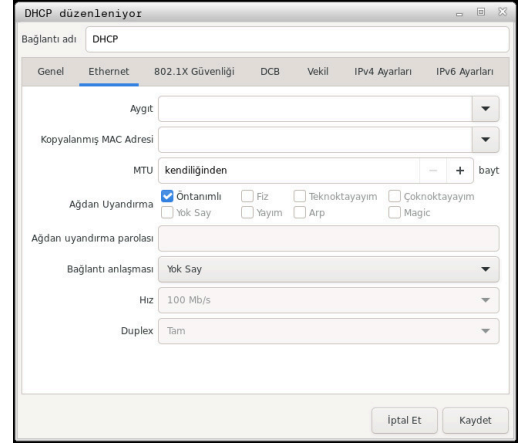 DHCP düzenleniyor
Bağlantı adı DHCP
Genel Ethernet 802.1X Güvenliği DCB Vekil IPv4 Ayarları IPv6 Ayarları
Aygıt
Kopyalanmış MAC Adresi
MTU kendiliğinden − + bayt
Ağdan Uyandırma Öntanımlı Fiz Teknoktayayım Çoknoktayayım
Yok Say Yayım Arp Magic
Ağdan uyandırma parolası
Bağlantı anlaşması Yok Say
Hız 100 Mb/s
Duplex Tam
İptal Et Kaydet